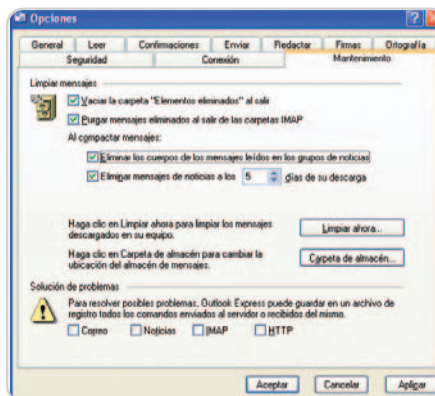 Opciones
General Leer Confirmaciones Enviar Redactar Firmas Ortografía
Seguridad Conexión Mantenimiento
Limpiar mensajes
Vaciar la carpeta "Elementos eliminados" al salir
Purgar mensajes eliminados al salir de las carpetas IMAP
Al compactar mensajes:
Eliminar los cuerpos de los mensajes leídos en los grupos de noticias
Eliminar mensajes de noticias a los 5 días de su descarga
Haga clic en Limpiar ahora para limpiar los mensajes
descargados en su equipo.
Limpiar ahora...
Haga clic en Carpeta de almacén para cambiar la
ubicación del almacén de mensajes.
Carpeta de almacén...
Solución de problemas
Para resolver posibles problemas, Outlook Express puede guardar en un archivo de
registro todos los comandos enviados al servidor o recibidos del mismo.
Correo Noticias IMAP HTTP
Aceptar Cancelar Aplicar